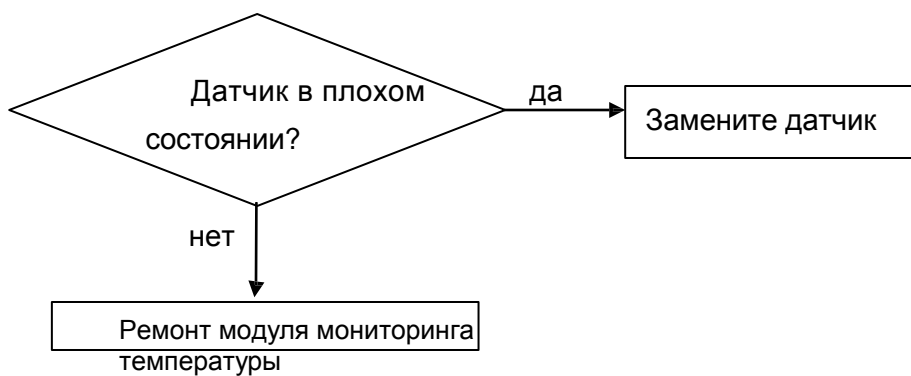 Датчик в плохом
состоянии?
да
Замените датчик
нет
Ремонт модуля мониторинга
температуры